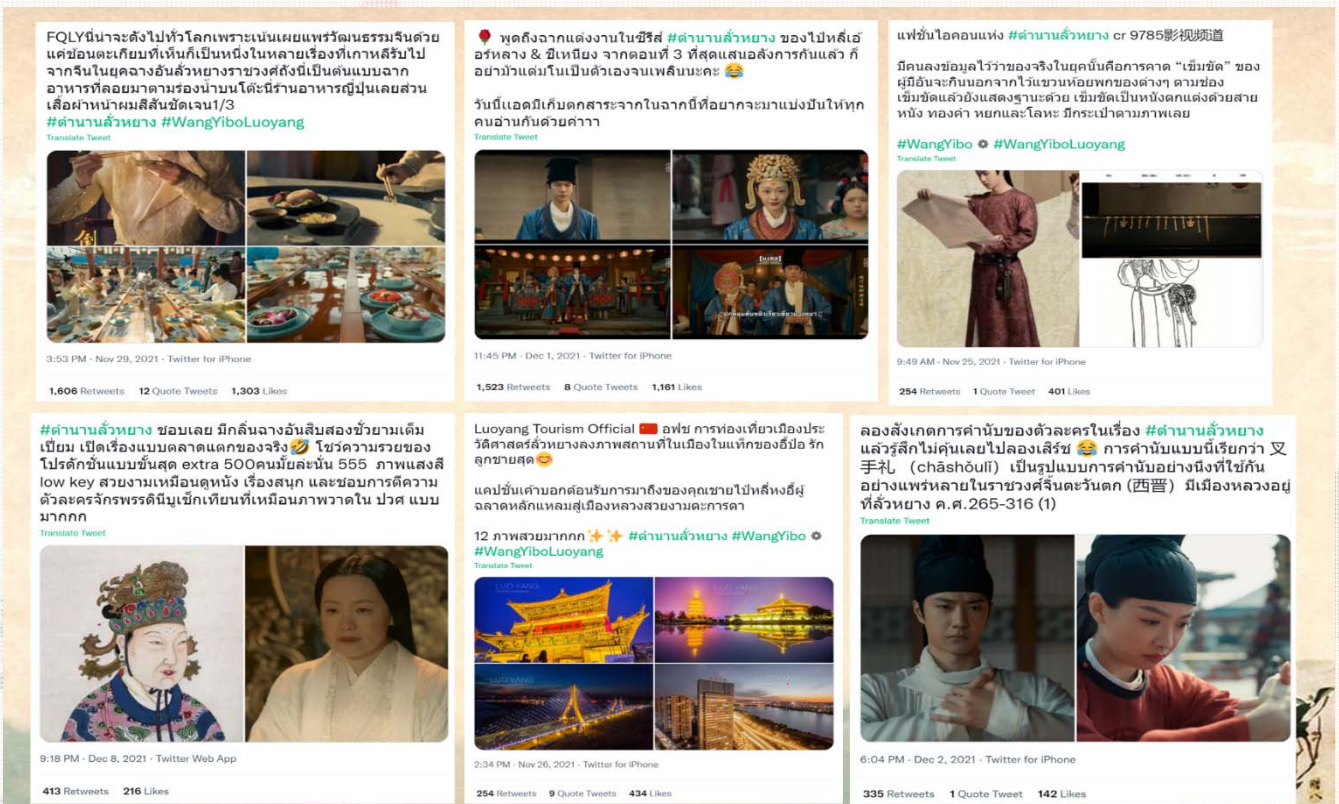 FQLYนี่น่าจะดังไปทั่วโลกเพราะเน้นเผยแพร่วัฒนธรรมจีนด้วย
แค่ช้อนตะเกียบที่เห็นก็เป็นหนึ่งในหลายเรื่องที่เกาหลีรับไป
จากจีนในยุคฉางอันลั่วหยางราชวงศ์ถังนี่เป็นต้นแบบฉาก
อาหารที่ลอยมาตามร่องน้ำบนโต๊ะนี่ร้านอาหารญี่ปุ่นเลยส่วน
เสื้อผ้าหน้าผมสีสันชัดเจน1/3
#ตำนานลั่วหยาง #WangYiboLuoyang
Translate Tweet
3:53 PM · Nov 29, 2021 · Twitter for iPhone
1,606 Retweets 12 Quote Tweets 1,303 Likes
🌹 พูดถึงฉากแต่งงานในซีรีส์ #ตำนานลั่วหยาง ของไป่หลี่เอ้
อร์หลาง & ชีเหนียง จากตอนที่ 3 ที่สุดแสนอลังการกันแล้ว ก็
อย่ามัวแต่มโนเป็นตัวเองจนเพลินนะคะ 😂
วันนี้แอดมีเก็บตกสาระจากในฉากนี้ที่อยากจะมาแบ่งปันให้ทุก
คนอ่านกันด้วยค่าาา
Translate Tweet
11:45 PM · Dec 1, 2021 · Twitter for iPhone
1,523 Retweets 8 Quote Tweets 1,161 Likes
แฟชั่นไอคอนแห่ง #ตำนานลั่วหยาง cr 9785影视频道
มีคนลงข้อมูลไว้ว่าของจริงในยุคนั้นคือการคาด “เข็มขัด” ของ
ผู้มีอันจะกินนอกจากไว้แขวนห้อยพกของต่างๆ ตามช่อง
เข็มขัดแล้วยังแสดงฐานะด้วย เข็มขัดเป็นหนังตกแต่งด้วยสาย
หนัง ทองคำ หยกและโลหะ มีกระเป๋าตามภาพเลย
#WangYibo ⚙ #WangYiboLuoyang
Translate Tweet
9:49 AM · Nov 25, 2021 · Twitter for iPhone
254 Retweets 1 Quote Tweet 401 Likes
#ตำนานลั่วหยาง ชอบเลย มีกลิ่นฉางอันสิบสองชั่วยามเต็ม
เปี่ยม เปิดเรื่องแบบตลาดแตกของจริง🤣 โชว์ความรวยของ
โปรดักชั่นแบบขั้นสุด extra 500คนมั้ยละนั่น 555 ภาพแสงสี
low key สวยงามเหมือนดูหนัง เรื่องสนุก และชอบการตีความ
ตัวละครจักรพรรดินีบูเช็กเทียนที่เหมือนภาพวาดใน ปวศ แบบ
มากกก
Translate Tweet
9:18 PM · Dec 8, 2021 · Twitter Web App
413 Retweets 216 Likes
Luoyang Tourism Official 🇨🇳 อฟช การท่องเที่ยวเมืองประ
วัติศาสตร์ลั่วหยางลงภาพสถานที่ในเมืองในแท็กของอี้ป๋อ รัก
ลูกชายสุด😊
แคปชั่นเค้าบอกต้อนรับการมาถึงของคุณชายไป่หลี่หงอี้ผู้
ฉลาดหลักแหลมสู่เมืองหลวงสวยงามตะการตา
12 ภาพสวยมากกก✨✨ #ตำนานลั่วหยาง #WangYibo ⚙
#WangYiboLuoyang
Translate Tweet
2:34 PM · Nov 26, 2021 · Twitter for iPhone
254 Retweets 9 Quote Tweets 434 Likes
ลองสังเกตการคำนับของตัวละครในเรื่อง #ตำนานลั่วหยาง
แล้วรู้สึกไม่คุ้นเลยไปลองเสิร์ช 😂 การคำนับแบบนี้เรียกว่า 叉
手礼 (chāshǒulǐ) เป็นรูปแบบการคำนับอย่างนึงที่ใช้กัน
อย่างแพร่หลายในราชวงศ์จิ้นตะวันตก (西晋) มีเมืองหลวงอยู่
ที่ลั่วหยาง ค.ศ.265-316 (1)
Translate Tweet
6:04 PM · Dec 2, 2021 · Twitter for iPhone
335 Retweets 1 Quote Tweet 142 Likes